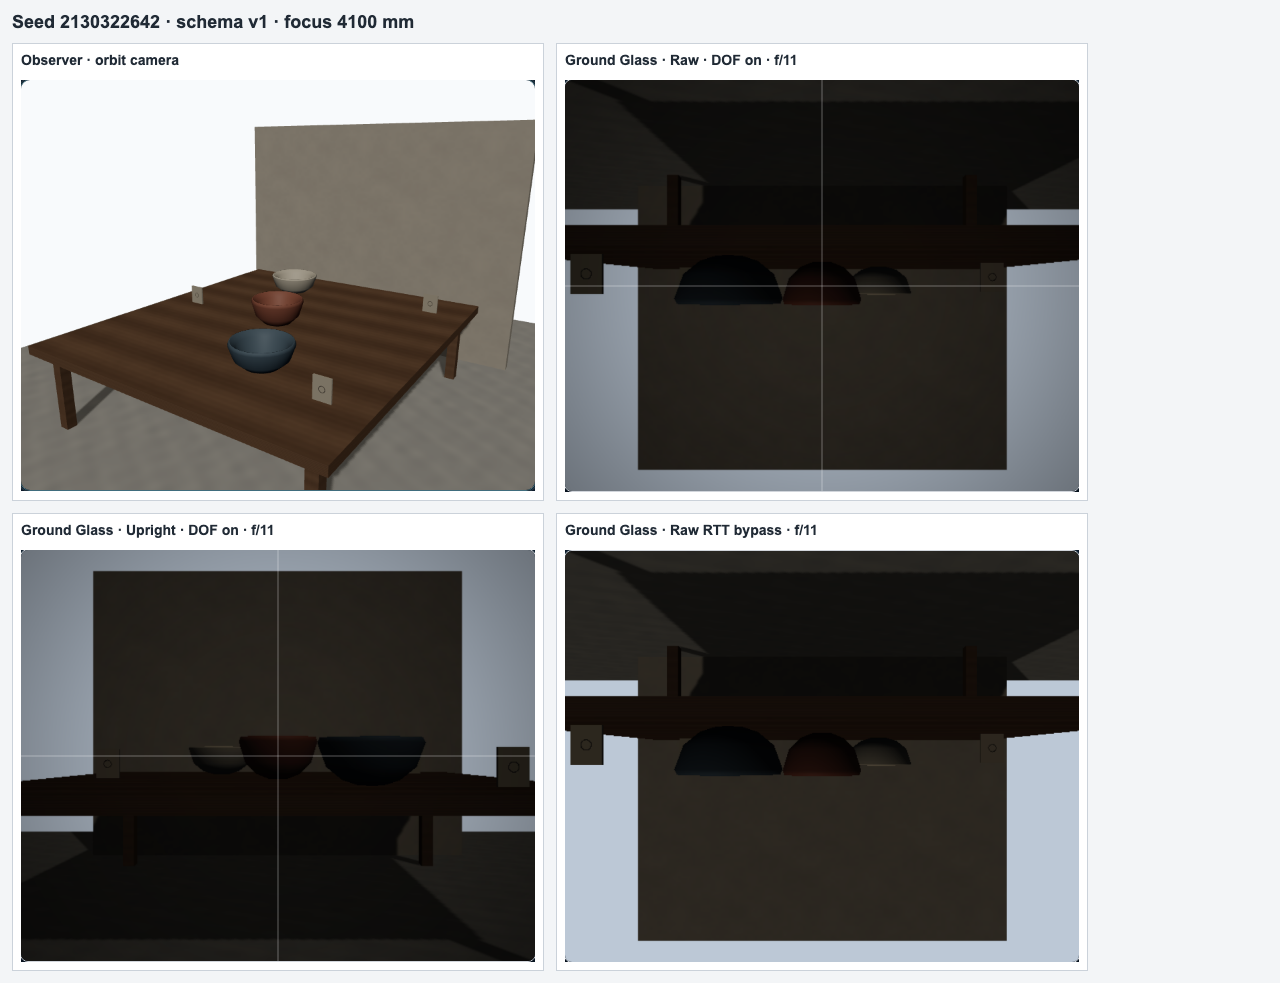 Seed 2130322642 · schema v1 · focus 4100 mm
Observer · orbit camera
Ground Glass · Raw · DOF on · f/11
Ground Glass · Upright · DOF on · f/11
Ground Glass · Raw RTT bypass · f/11